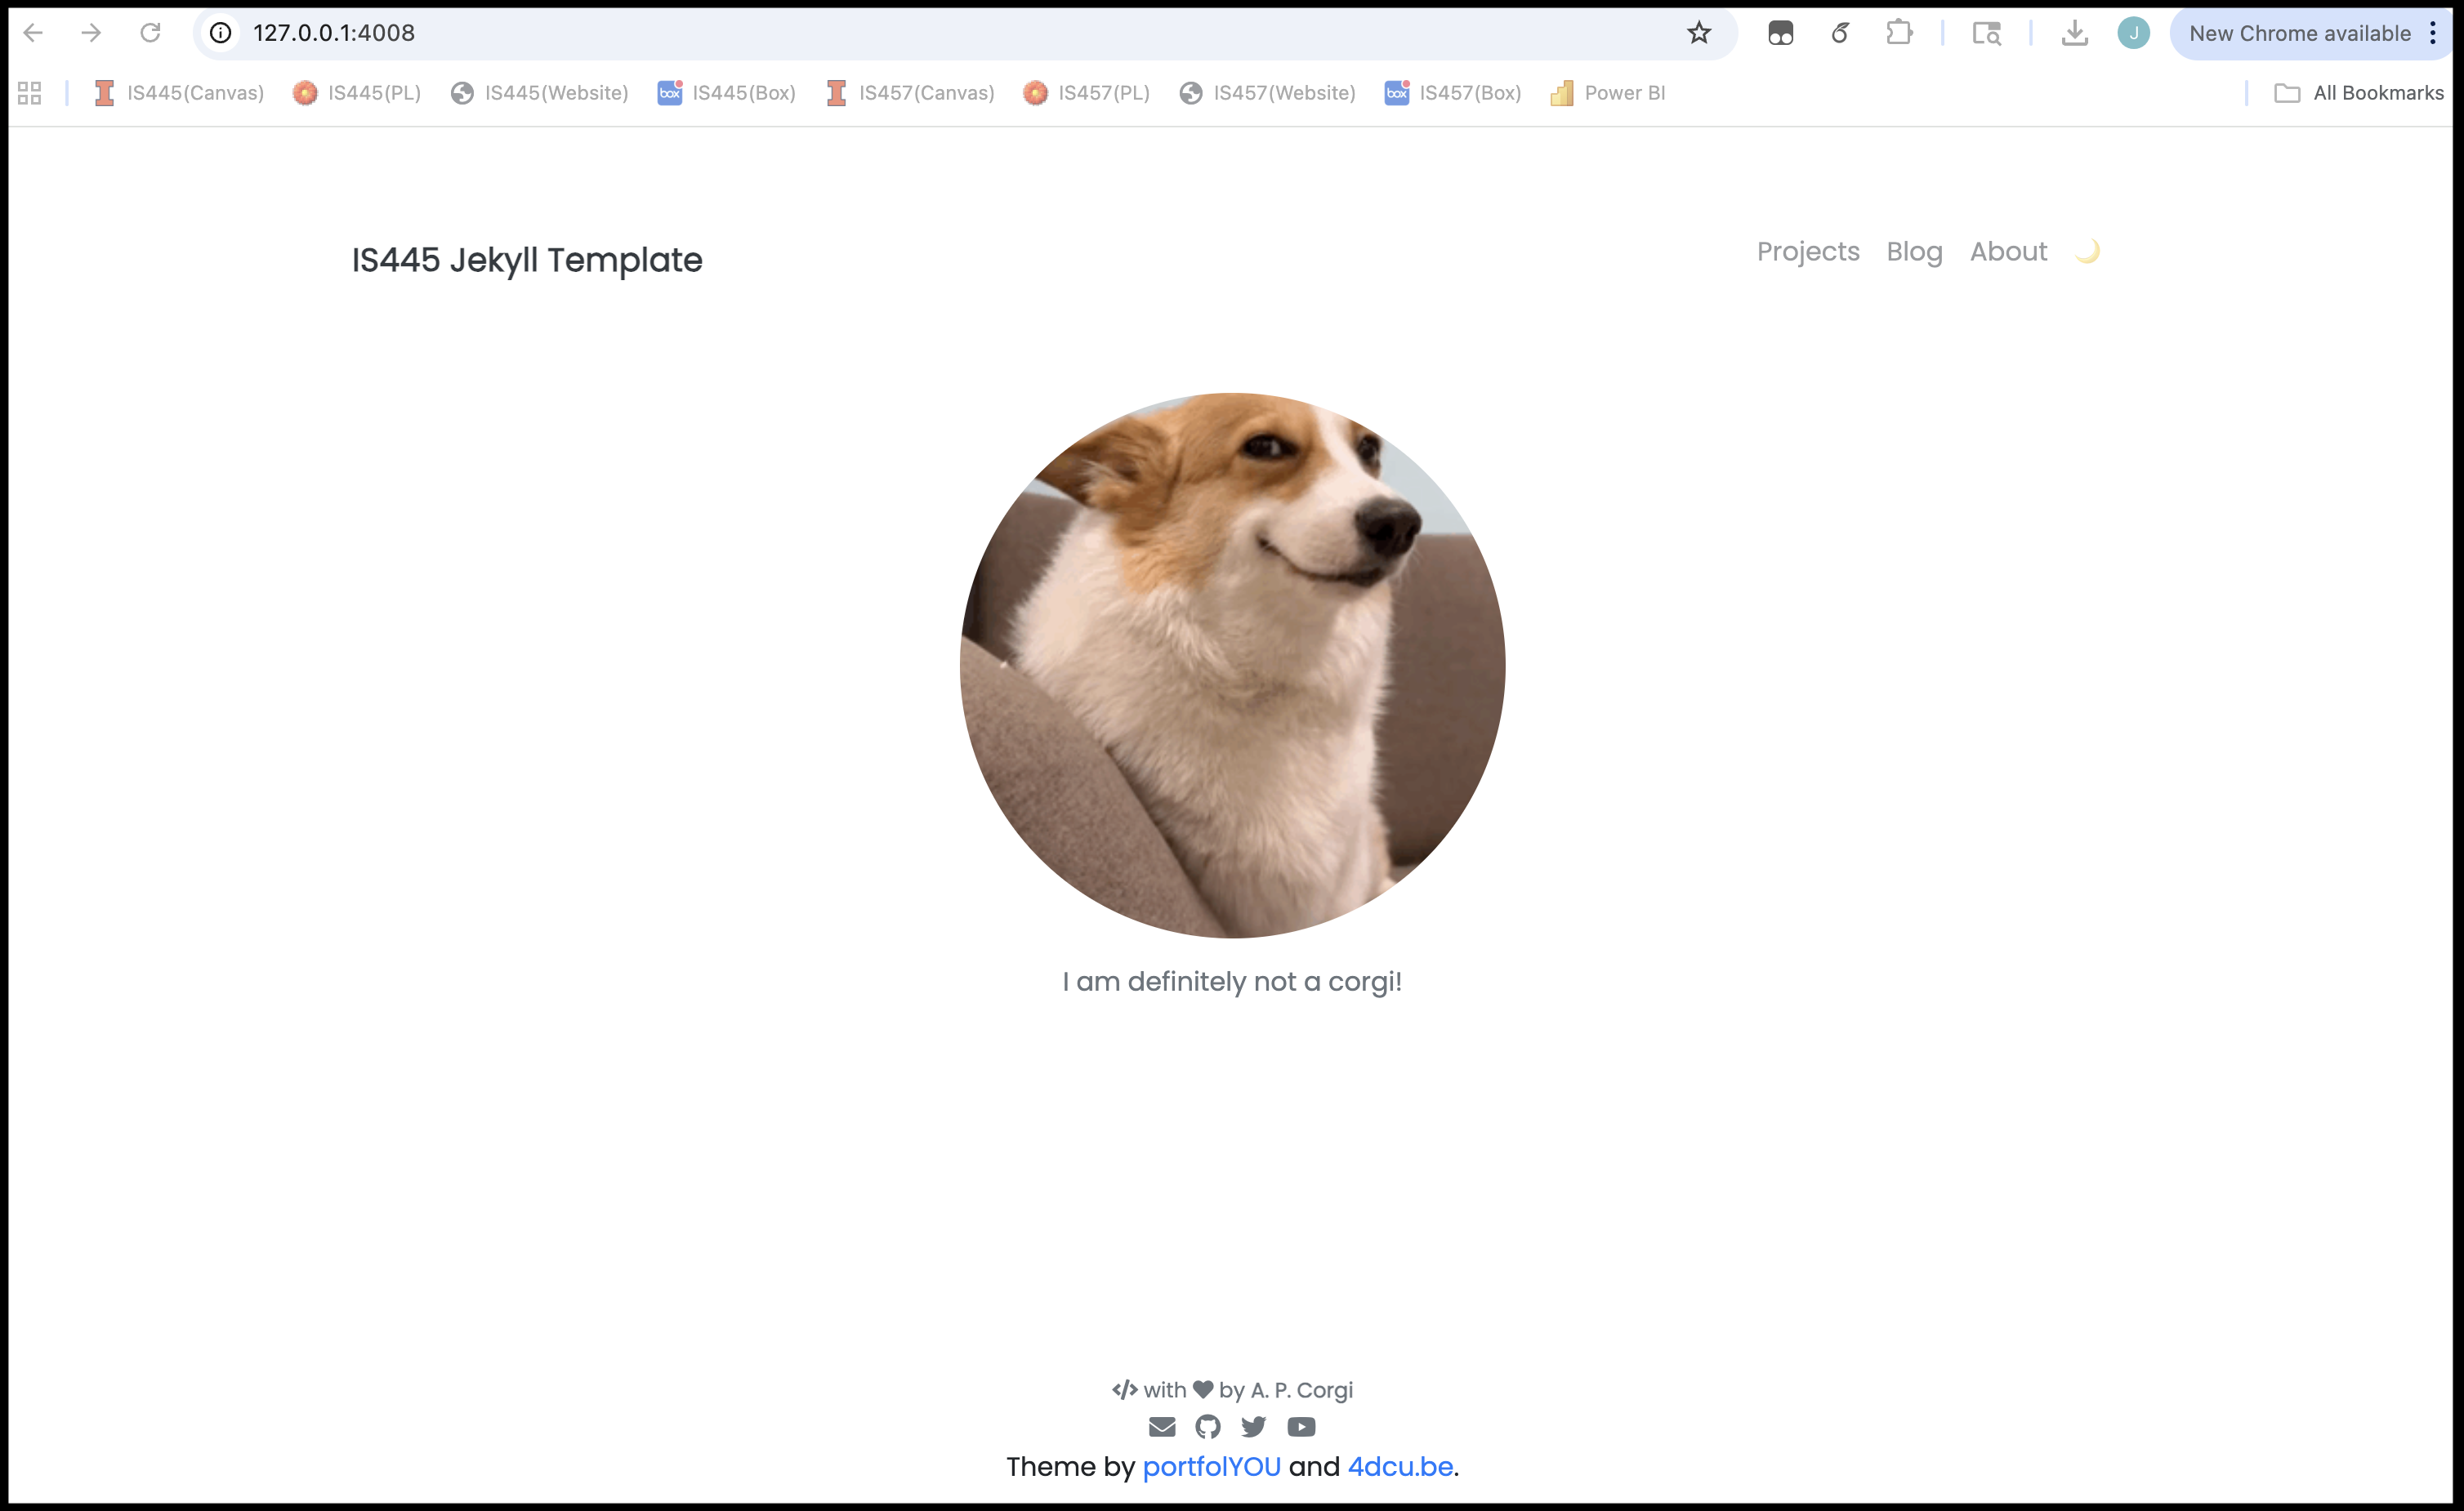 127.0.0.1:4008
J
New Chrome available
IS445(Canvas) IS445(PL) IS445(Website) box IS445(Box) IS457(Canvas) IS457(PL) IS457(Website) box IS457(Box) Power BI All Bookmarks
IS445 Jekyll Template
Projects Blog About
I am definitely not a corgi!
</> with ♥ by A. P. Corgi
Theme by portfolYOU and 4dcu.be.